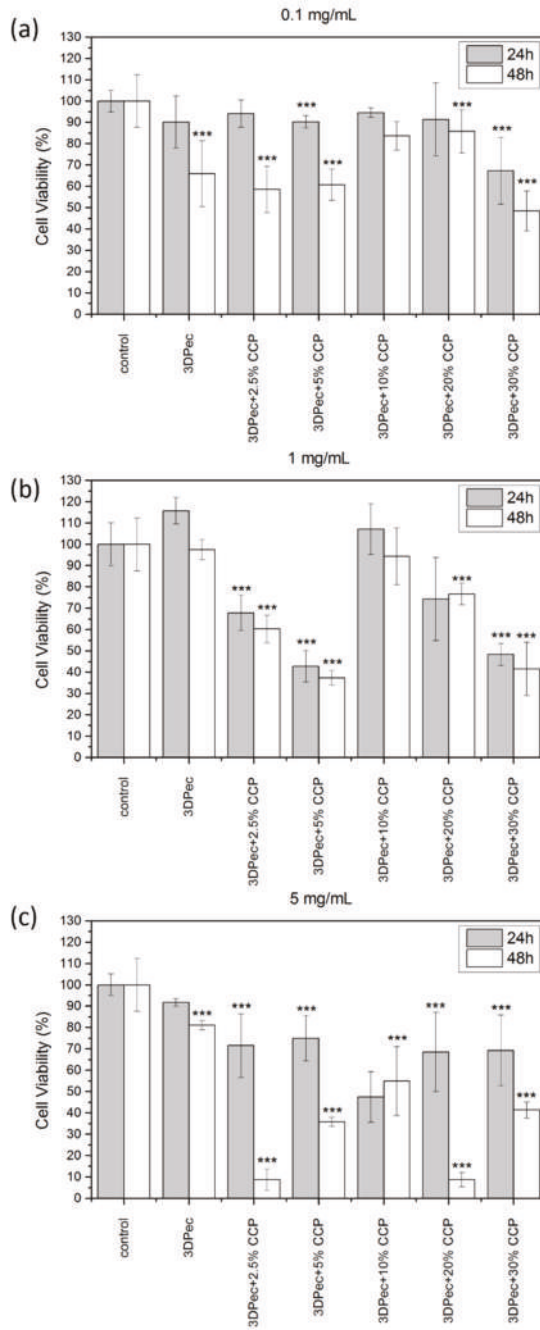 (a)
0.1 mg/mL
24h
48h
Cell Viability (%)
130
120
110
100
90
80
70
60
50
40
30
20
10
0
***
***
***
***
***
***
***
control
3DPec
3DPec+2.5% CCP
3DPec+5% CCP
3DPec+10% CCP
3DPec+20% CCP
3DPec+30% CCP
(b)
1 mg/mL
24h
48h
Cell Viability (%)
130
120
110
100
90
80
70
60
50
40
30
20
10
0
***
***
***
***
***
***
***
control
3DPec
3DPec+2.5% CCP
3DPec+5% CCP
3DPec+10% CCP
3DPec+20% CCP
3DPec+30% CCP
(c)
5 mg/mL
24h
48h
Cell Viability (%)
130
120
110
100
90
80
70
60
50
40
30
20
10
0
***
***
***
***
***
***
***
***
***
***
control
3DPec
3DPec+2.5% CCP
3DPec+5% CCP
3DPec+10% CCP
3DPec+20% CCP
3DPec+30% CCP